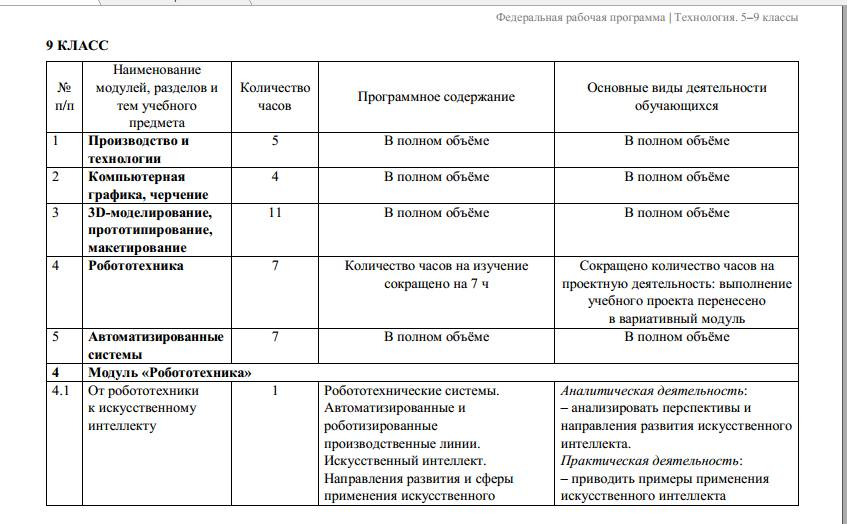 Федеральная рабочая программа | Технология. 5–9 классы
9 КЛАСС
№
п/п
Наименование
модулей, разделов и
тем учебного
предмета
Количество
часов
Программное содержание
Основные виды деятельности
обучающихся
1
Производство и
технологии
5
В полном объёме
В полном объёме
2
Компьютерная
графика, черчение
4
В полном объёме
В полном объёме
3
3D-моделирование,
прототипирование,
макетирование
11
В полном объёме
В полном объёме
4
Робототехника
7
Количество часов на изучение
сокращено на 7 ч
Сокращено количество часов на
проектную деятельность: выполнение
учебного проекта перенесено
в вариативный модуль
5
Автоматизированные
системы
7
В полном объёме
В полном объёме
4
Модуль «Робототехника»
4.1
От робототехники
к искусственному
интеллекту
1
Робототехнические системы.
Автоматизированные и
роботизированные
производственные линии.
Искусственный интеллект.
Направления развития и сферы
применения искусственного
Аналитическая деятельность:
– анализировать перспективы и
направления развития искусственного
интеллекта.
Практическая деятельность:
– приводить примеры применения
искусственного интеллекта